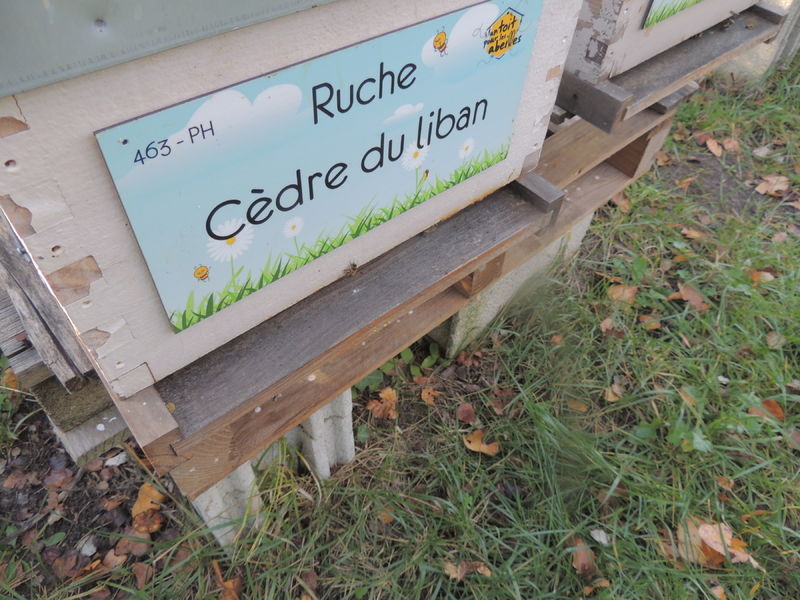 un toit
pour les
abeilles
Ruche
463 - PH
Cèdre du liban